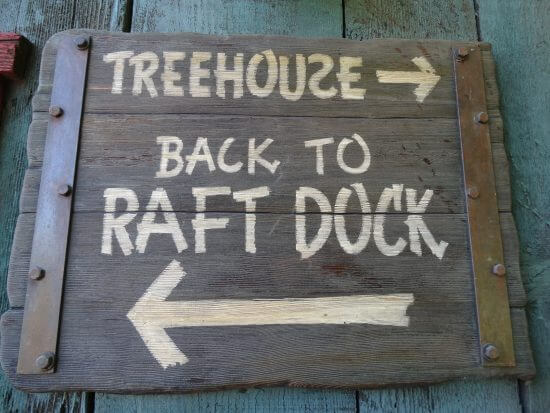 TREEHOUSE →
BACK TO
RAFT DOCK
←